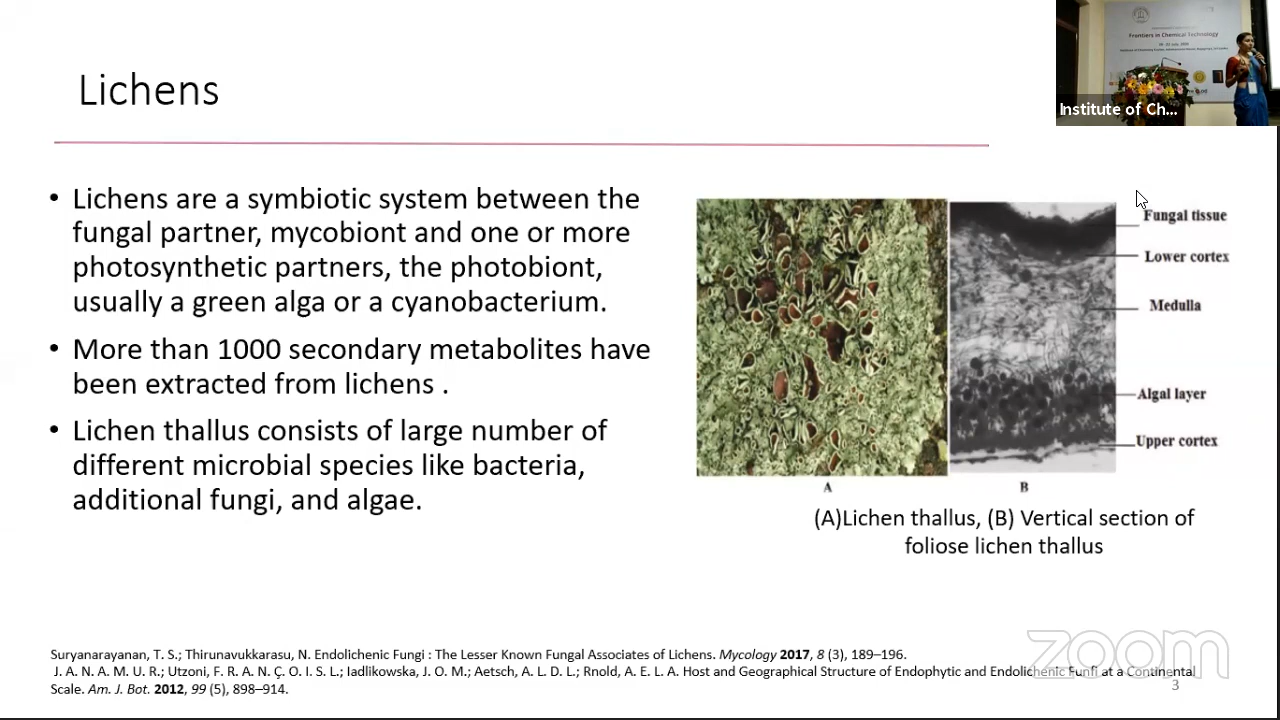 Frontiers in Chemical Technology
Institute of Ch...
Lichens
• Lichens are a symbiotic system between the
fungal partner, mycobiont and one or more
photosynthetic partners, the photobiont,
usually a green alga or a cyanobacterium.
• More than 1000 secondary metabolites have
been extracted from lichens .
• Lichen thallus consists of large number of
different microbial species like bacteria,
additional fungi, and algae.
Fungal tissue
Lower cortex
Medulla
Algal layer
Upper cortex
A
B
(A)Lichen thallus, (B) Vertical section of
foliose lichen thallus
Suryanarayanan, T. S.; Thirunavukkarasu, N. Endolichenic Fungi : The Lesser Known Fungal Associates of Lichens. Mycology 2017, 8 (3), 189–196.
J. A. N. A. M. U. R.; Utzoni, F. R. A. N. Ç. O. I. S. L.; Iadlikowska, J. O. M.; Aetsch, A. L. D. L.; Rnold, A. E. L. A. Host and Geographical Structure of Endophytic and Endolichenic Funfi at a Continental
Scale. Am. J. Bot. 2012, 99 (5), 898–914.
zoom
3